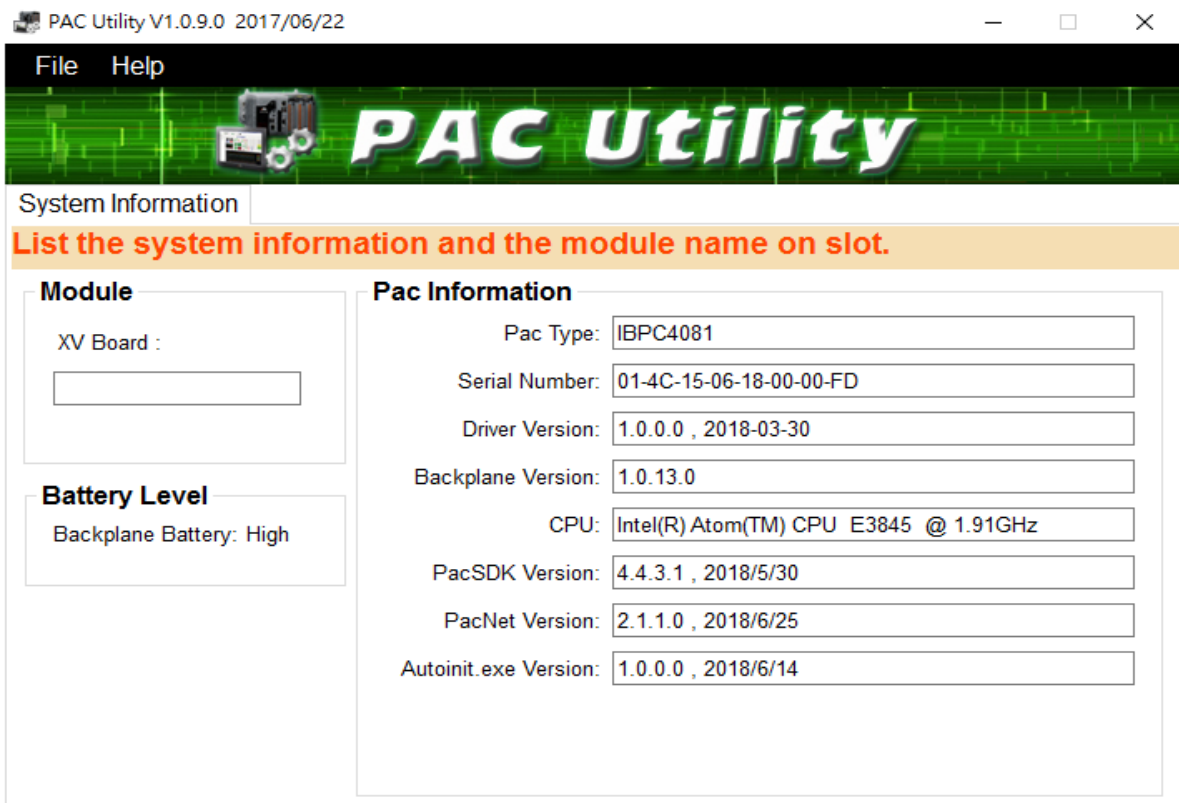 PAC Utility V1.0.9.0 2017/06/22
File Help
PAC Utility
System Information
List the system information and the module name on slot.
Module
XV Board :
Battery Level
Backplane Battery: High
Pac Information
Pac Type: IBPC4081
Serial Number: 01-4C-15-06-18-00-00-FD
Driver Version: 1.0.0.0 , 2018-03-30
Backplane Version: 1.0.13.0
CPU: Intel(R) Atom(TM) CPU E3845 @ 1.91GHz
PacSDK Version: 4.4.3.1 , 2018/5/30
PacNet Version: 2.1.1.0 , 2018/6/25
Autoinit.exe Version: 1.0.0.0 , 2018/6/14